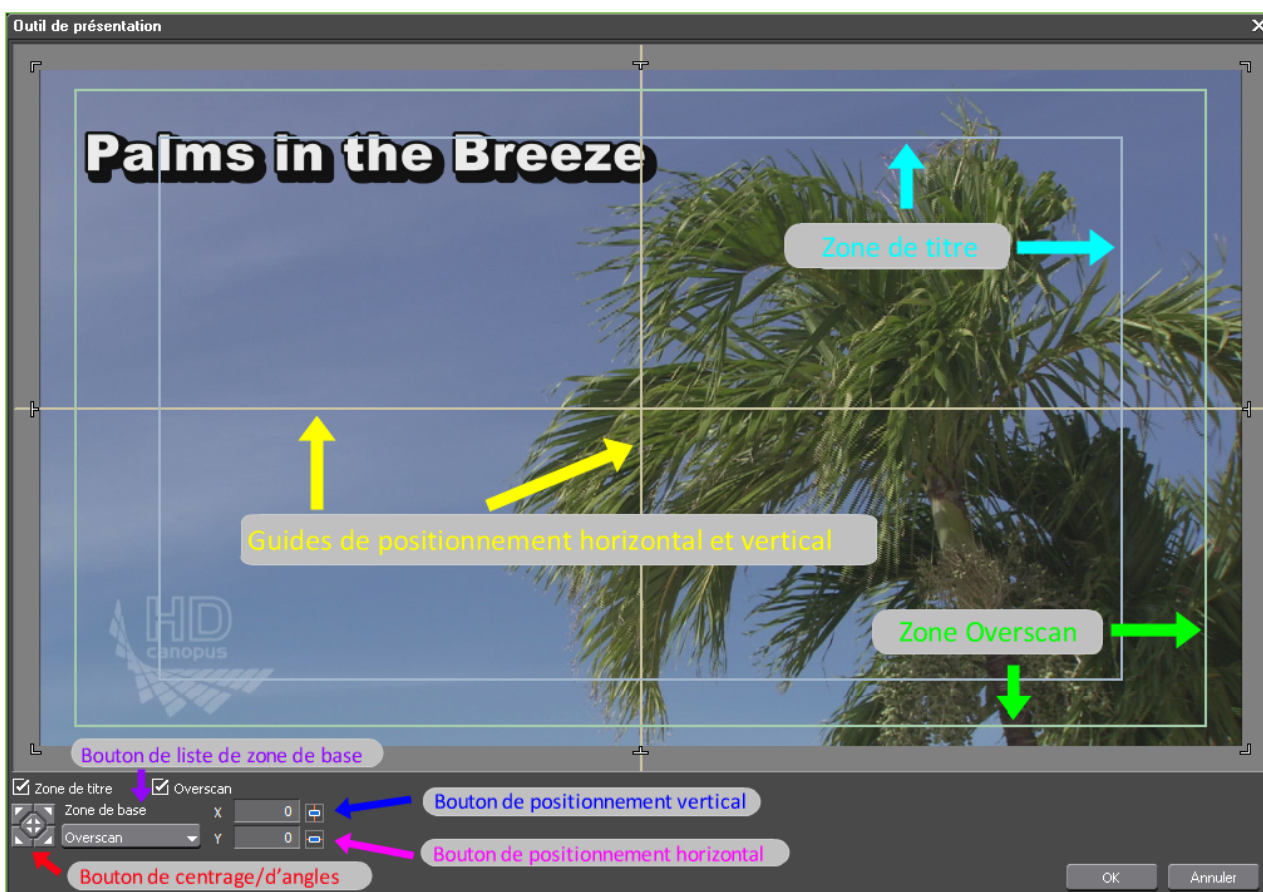 Outil de présentation
Palms in the Breeze
Zone de titre
Guides de positionnement horizontal et vertical
HD
canopus
Zone Overscan
Bouton de liste de zone de base
Zone de titre
Overscan
Zone de base
X 0
Bouton de positionnement vertical
Overscan
Y 0
Bouton de positionnement horizontal
Bouton de centrage/d'angles
OK
Annuler